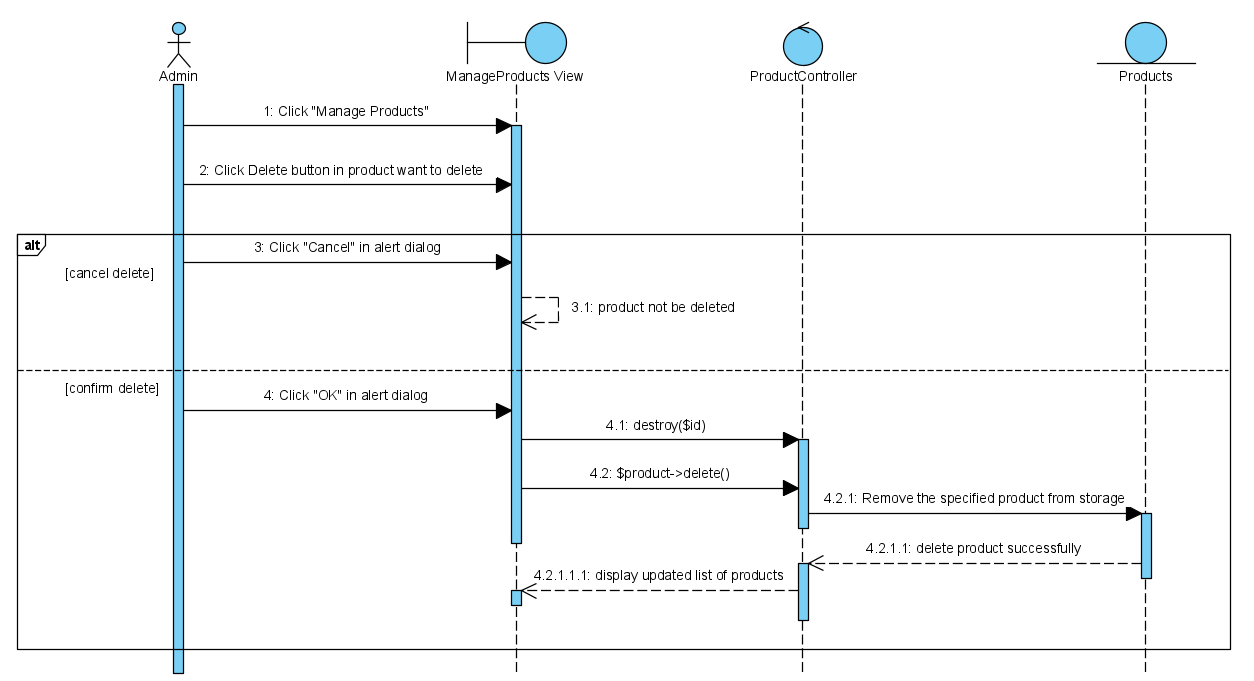 Admin
ManageProducts View
ProductController
Products
1: Click "Manage Products"
2: Click Delete button in product want to delete
alt
3: Click "Cancel" in alert dialog
[cancel delete]
3.1: product not be deleted
[confirm delete]
4: Click "OK" in alert dialog
4.1: destroy($id)
4.2: $product->delete()
4.2.1: Remove the specified product from storage
4.2.1.1: delete product successfully
4.2.1.1.1: display updated list of products